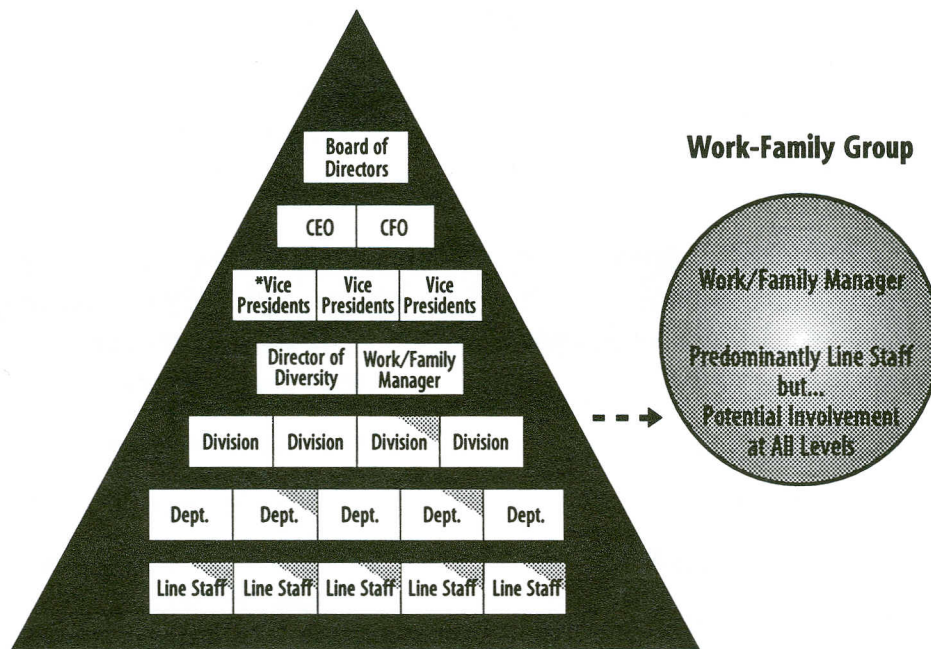 Board of
Directors
CEO CFO
*Vice
Presidents
Vice
Presidents
Vice
Presidents
Director of
Diversity
Work/Family
Manager
Division Division Division Division
Dept. Dept. Dept. Dept. Dept.
Line Staff Line Staff Line Staff Line Staff Line Staff
Work-Family Group
Work/Family Manager
Predominantly Line Staff
but...
Potential Involvement
at All Levels